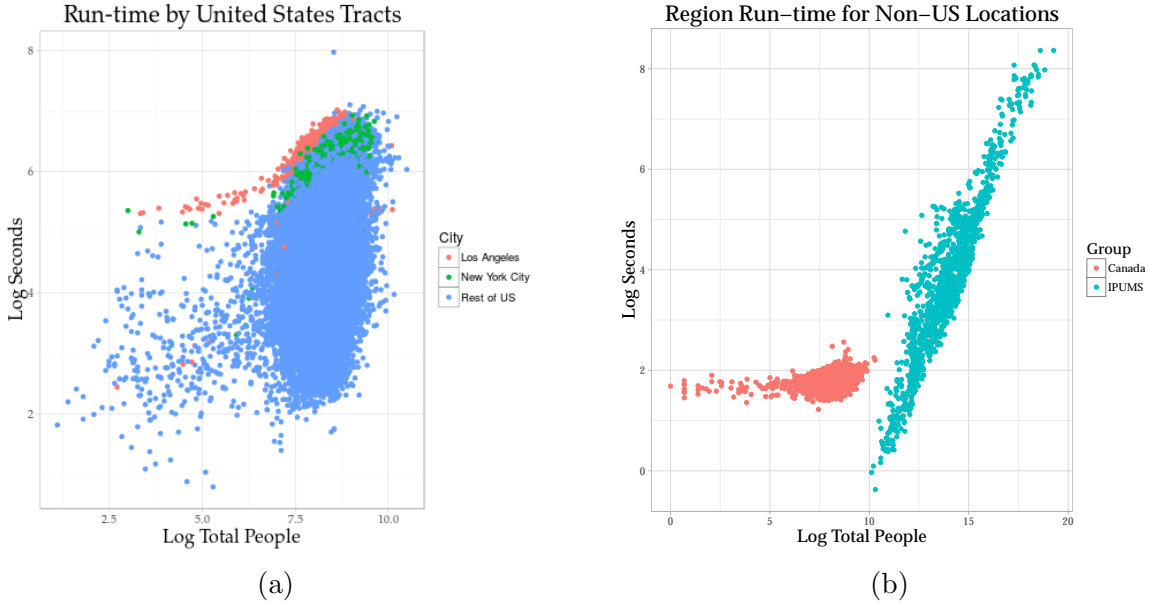 Run-time by United States Tracts
8
6
4
2
2.5
5.0
7.5
10.0
Log Seconds
Log Total People
City
Los Angeles
New York City
Rest of US
(a)
Region Run−time for Non−US Locations
8
6
4
2
0
0
5
10
15
20
Log Seconds
Log Total People
Group
Canada
IPUMS
(b)